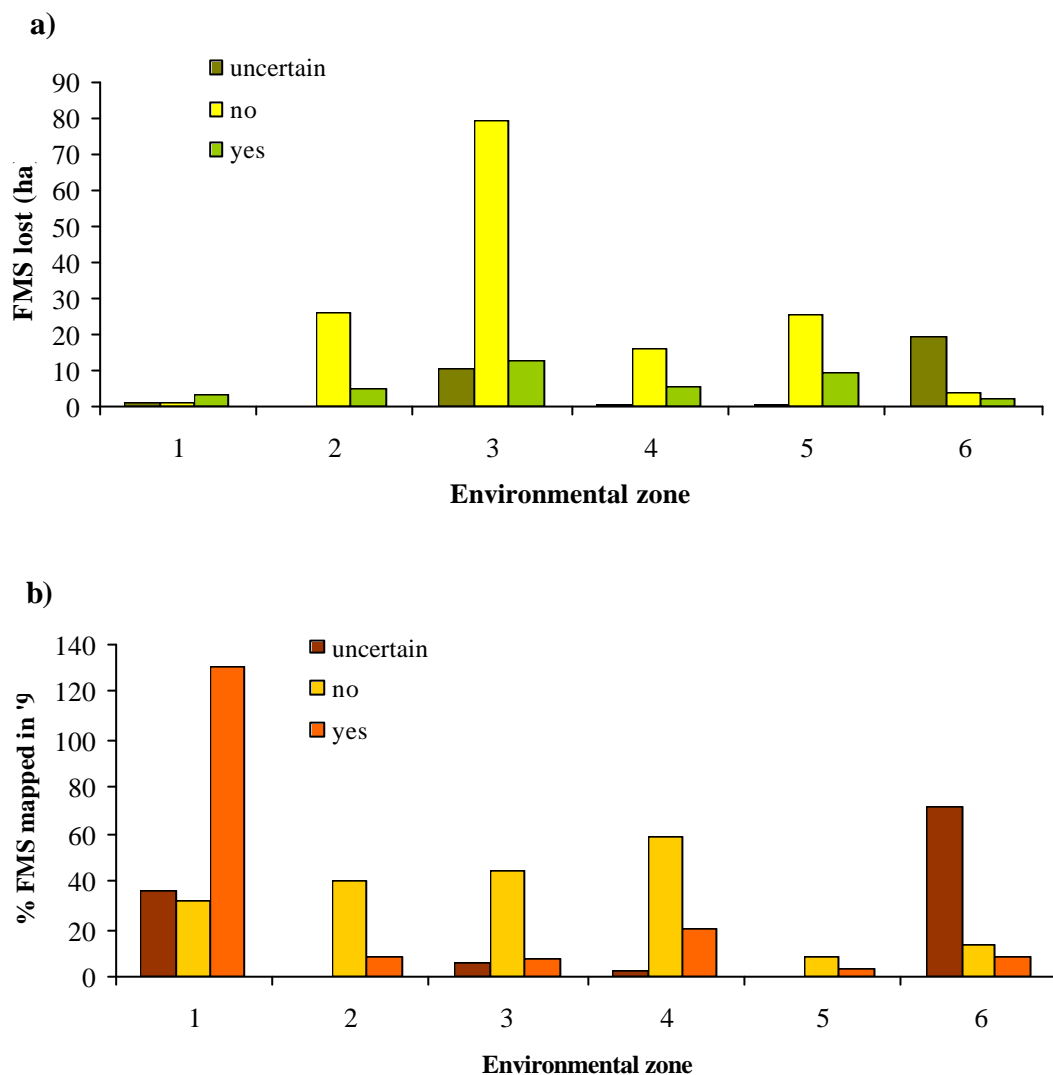 a)
uncertain
no
yes
90
80
70
60
50
40
30
20
10
0
FMS lost (ha)
1 2 3 4 5 6
Environmental zone
b)
uncertain
no
yes
140
120
100
80
60
40
20
0
% FMS mapped in '9
1 2 3 4 5 6
Environmental zone